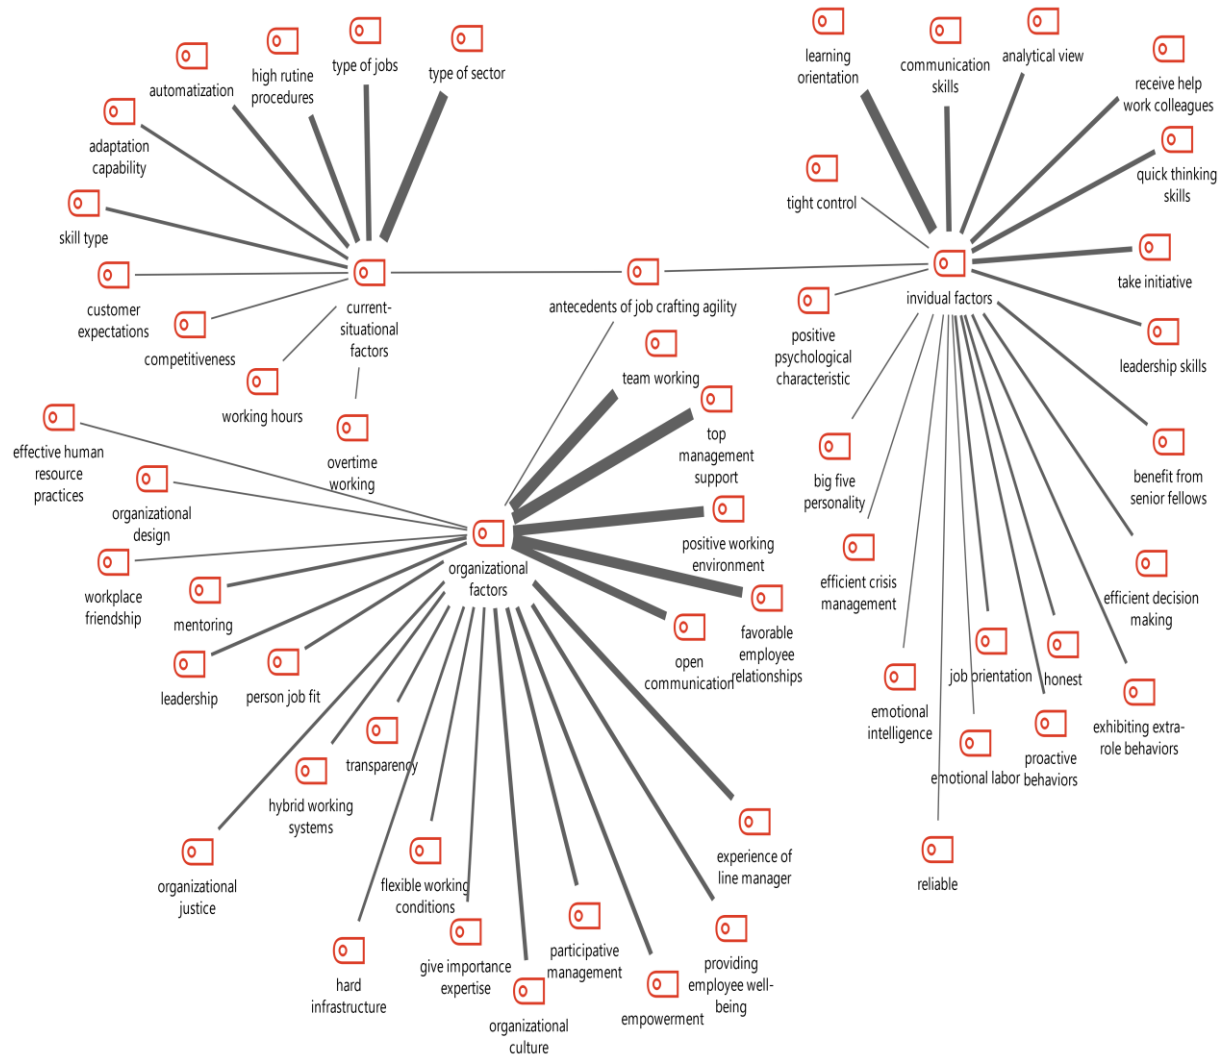 learning
orientation
communication
skills
analytical view
receive help
work colleagues
quick thinking
skills
type of jobs
type of sector
high rutine
procedures
automatization
adaptation
capability
skill type
customer
expectations
competitiveness
working hours
overtime
working
current-
situational
factors
antecedents of job crafting agility
tight control
invidual factors
take initiative
positive
psychological
characteristic
leadership skills
team working
top
management
support
big five
personality
benefit from
senior fellows
effective human
resource
practices
organizational
design
positive working
environment
efficient crisis
management
efficient decision
making
workplace
friendship
mentoring
organizational
factors
favorable
employee
relationships
open
communication
leadership
person job fit
job orientation
honest
emotional
intelligence
exhibiting extra-
role behaviors
transparency
emotional labor
proactive
behaviors
hybrid working
systems
organizational
justice
flexible working
conditions
experience of
line manager
reliable
hard
infrastructure
give importance
expertise
participative
management
providing
employee well-
being
organizational
culture
empowerment